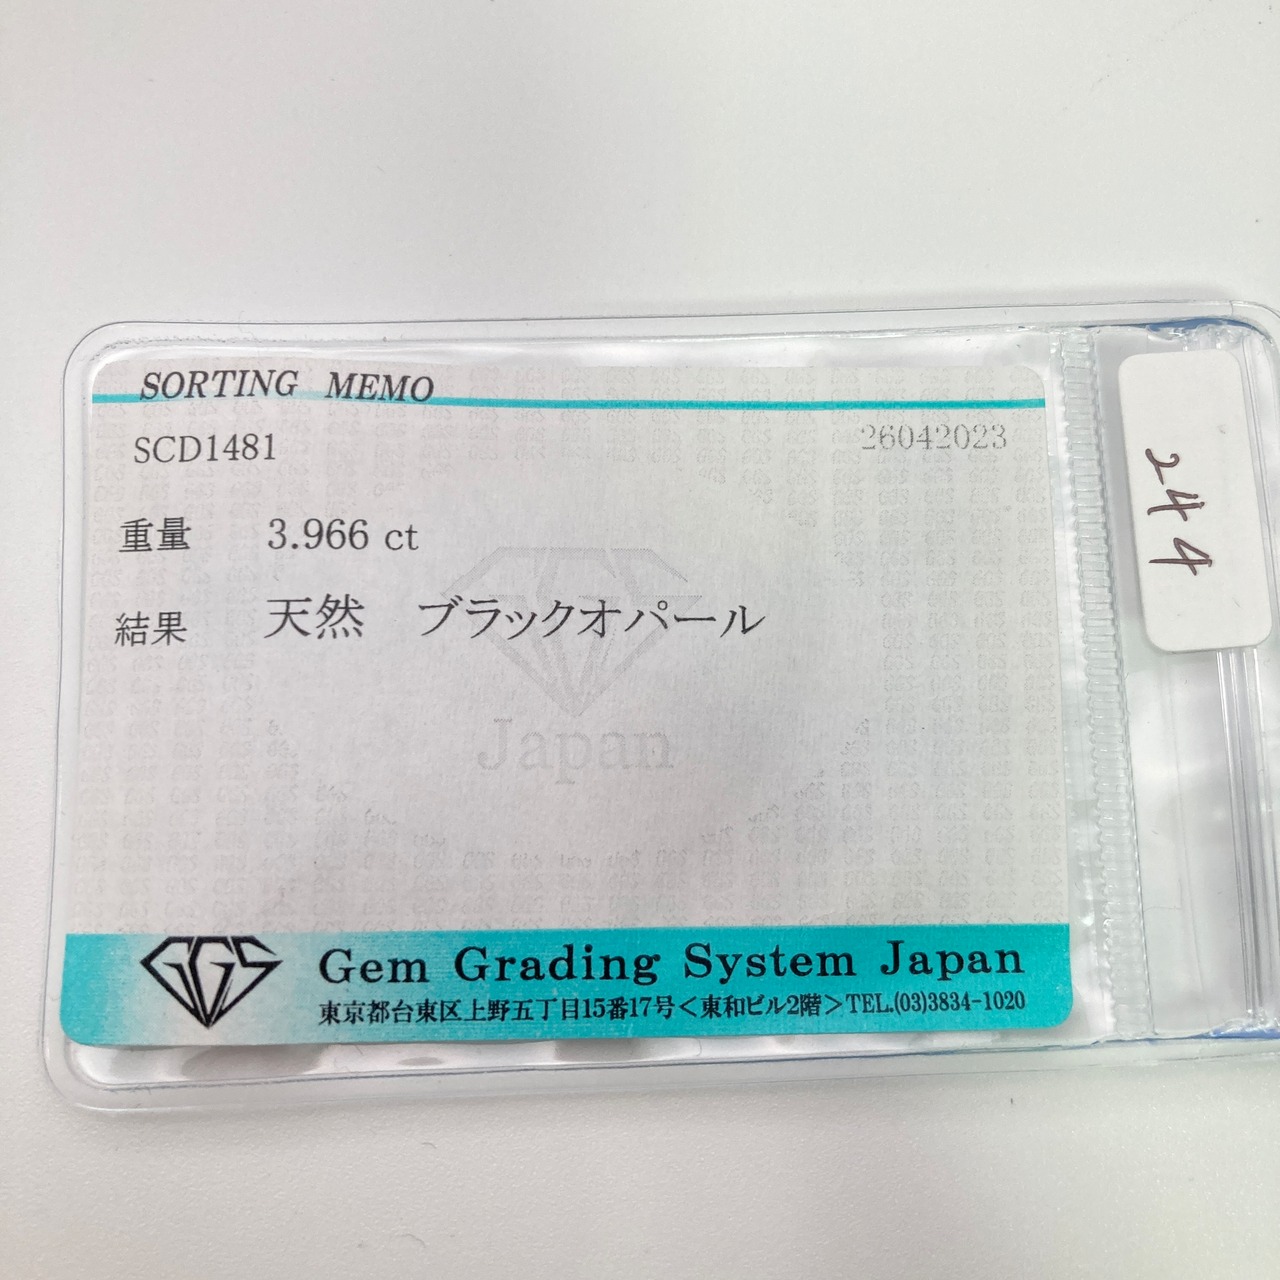 SORTING MEMO
SCD1481
26042023
重量 3.966 ct
結果 天然 ブラックオパール
Japan
GGS
Gem Grading System Japan
東京都台東区上野五丁目15番17号<東和ビル2階>TEL.(03)3834-1020
244